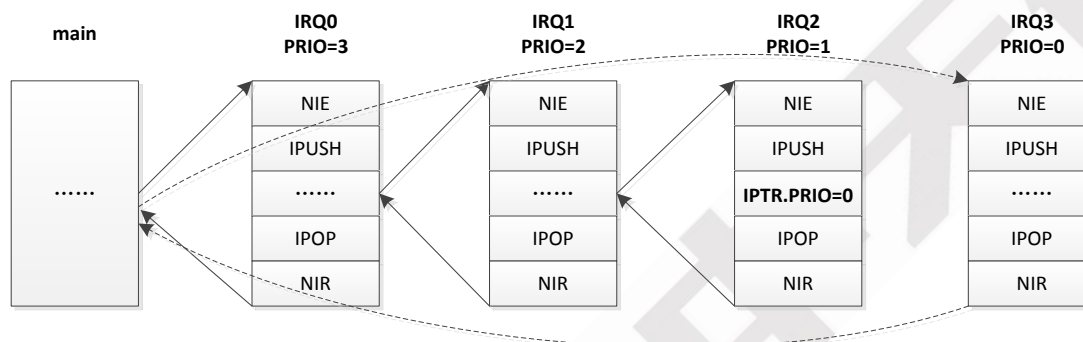 main
IRQ0
PRIO=3
IRQ1
PRIO=2
IRQ2
PRIO=1
IRQ3
PRIO=0
……
NIE
IPUSH
……
IPOP
NIR
NIE
IPUSH
……
IPOP
NIR
NIE
IPUSH
IPTR.PRIO=0
IPOP
NIR
NIE
IPUSH
……
IPOP
NIR